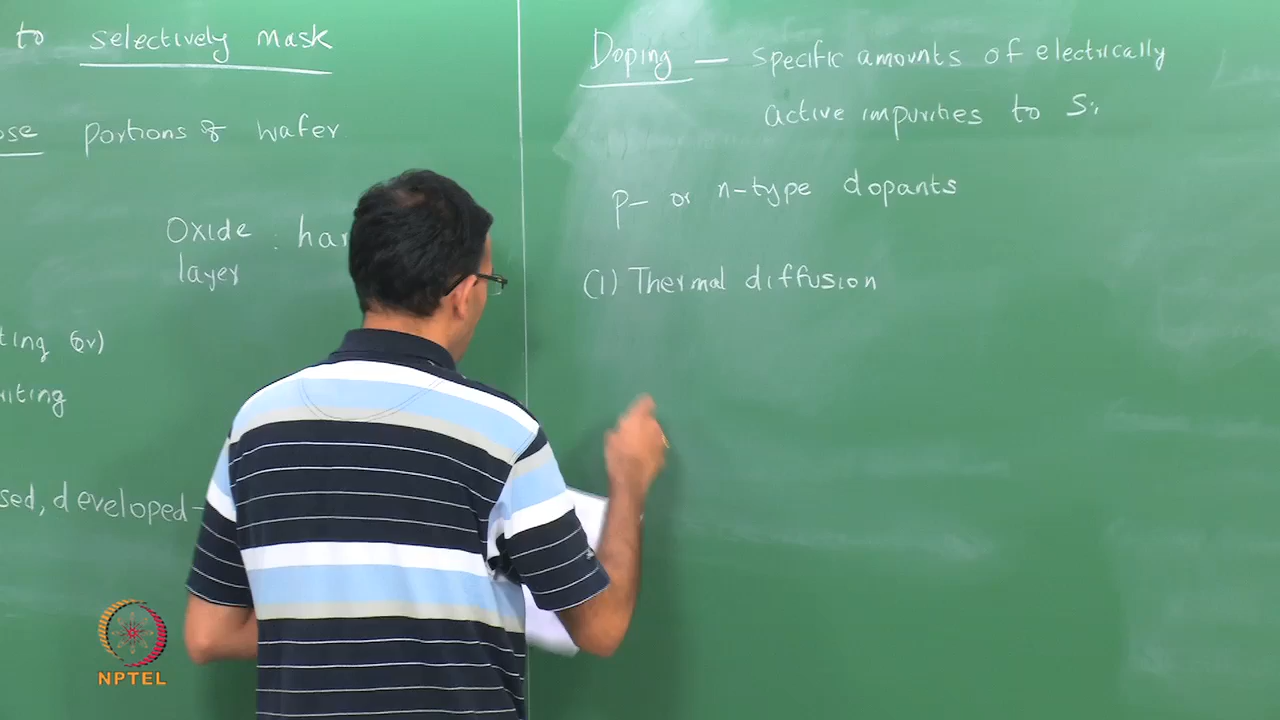 to selectively mask
ose portions of wafer
Oxide : har
layer
ting (or)
riting
sed, developed -
Doping — specific amounts of electrically
active impurities to Si
p- or n-type dopants
(1) Thermal diffusion
NPTEL